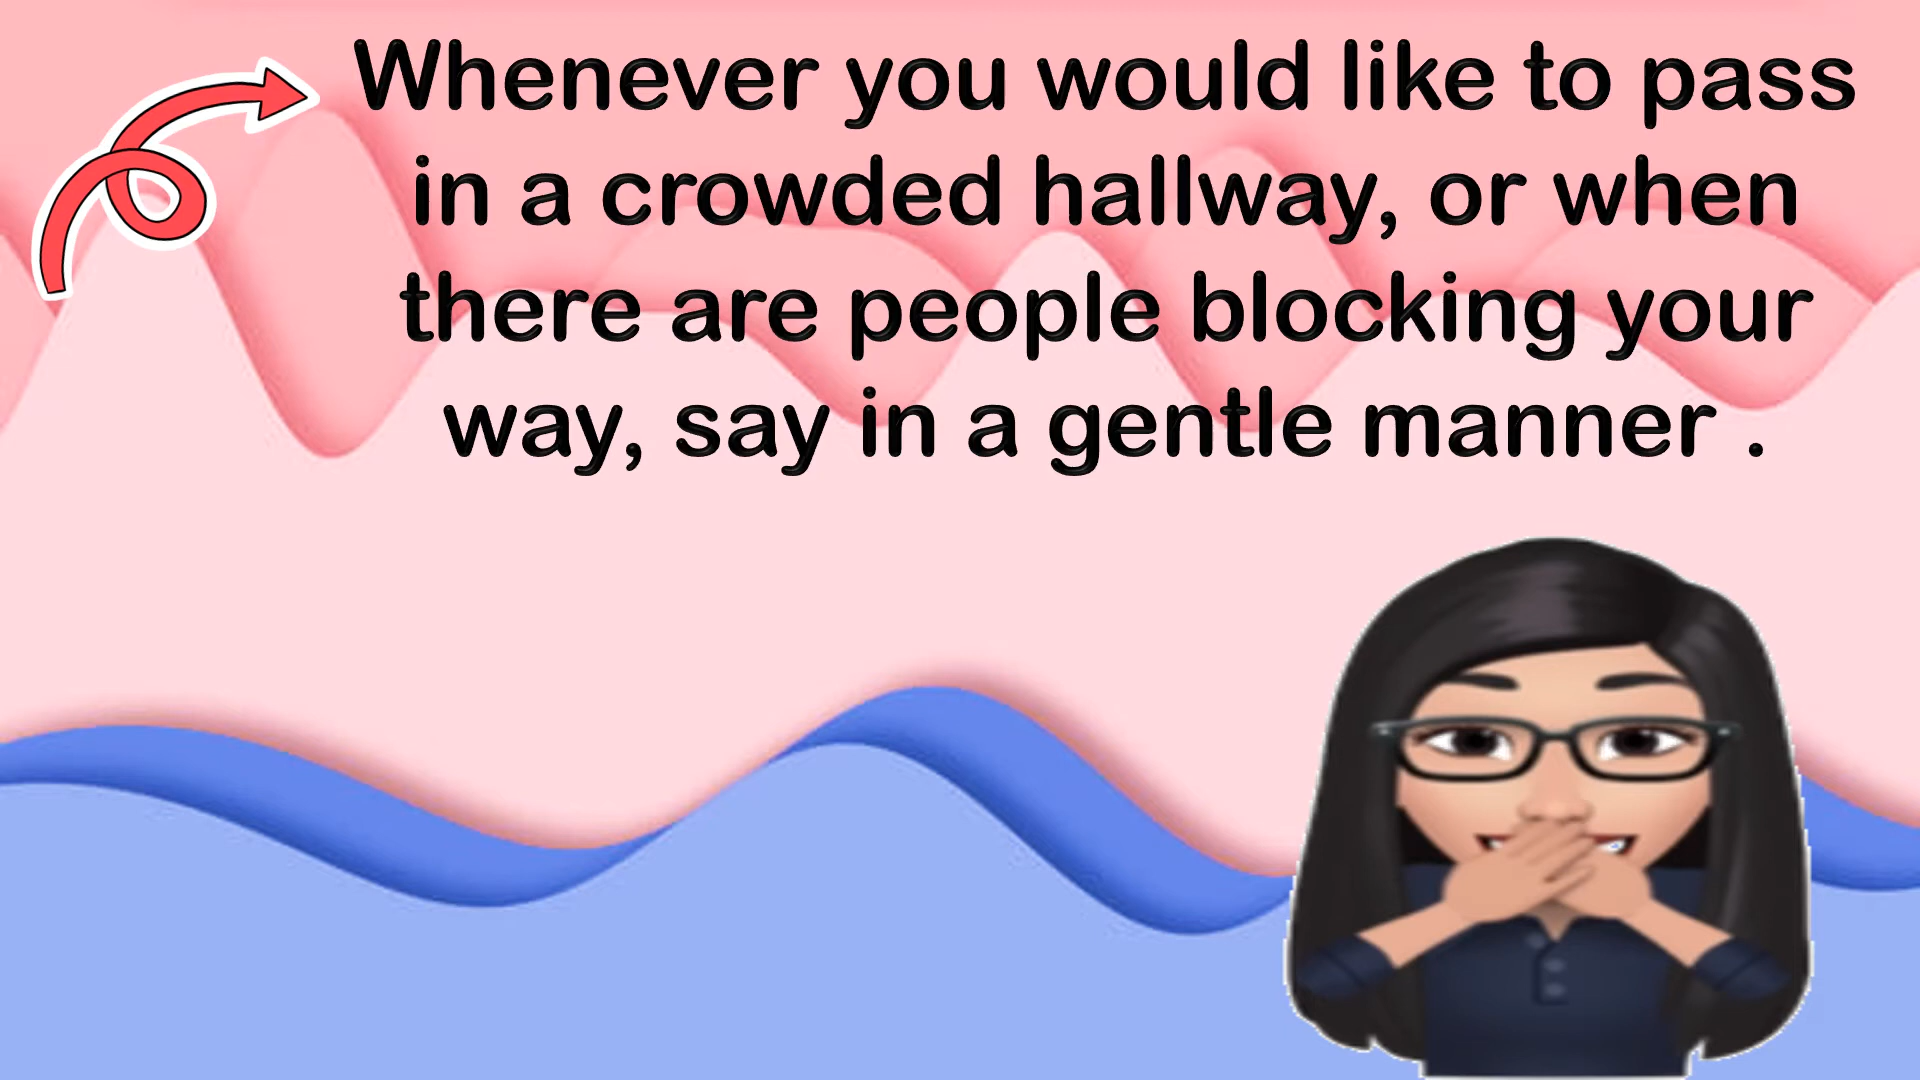 Whenever you would like to pass
in a crowded hallway, or when
there are people blocking your
way, say in a gentle manner .